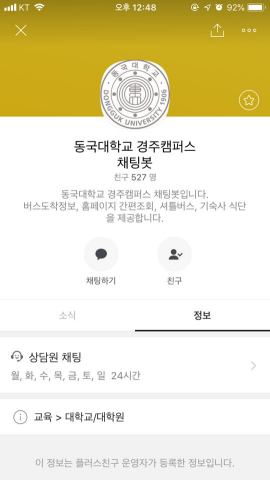 KT 오후 12:48 92%
동국대학교
DONGGUK UNIVERSITY 1906
동국대학교 경주캠퍼스
채팅봇
친구 527 명
동국대학교 경주캠퍼스 채팅봇입니다.
버스도착정보, 홈페이지 간편조회, 셔틀버스, 기숙사 식단
을 제공합니다.
채팅하기 친구
소식 정보
상담원 채팅
월, 화, 수, 목, 금, 토, 일 24시간
교육 > 대학교/대학원
이 정보는 플러스친구 운영자가 등록한 정보입니다.